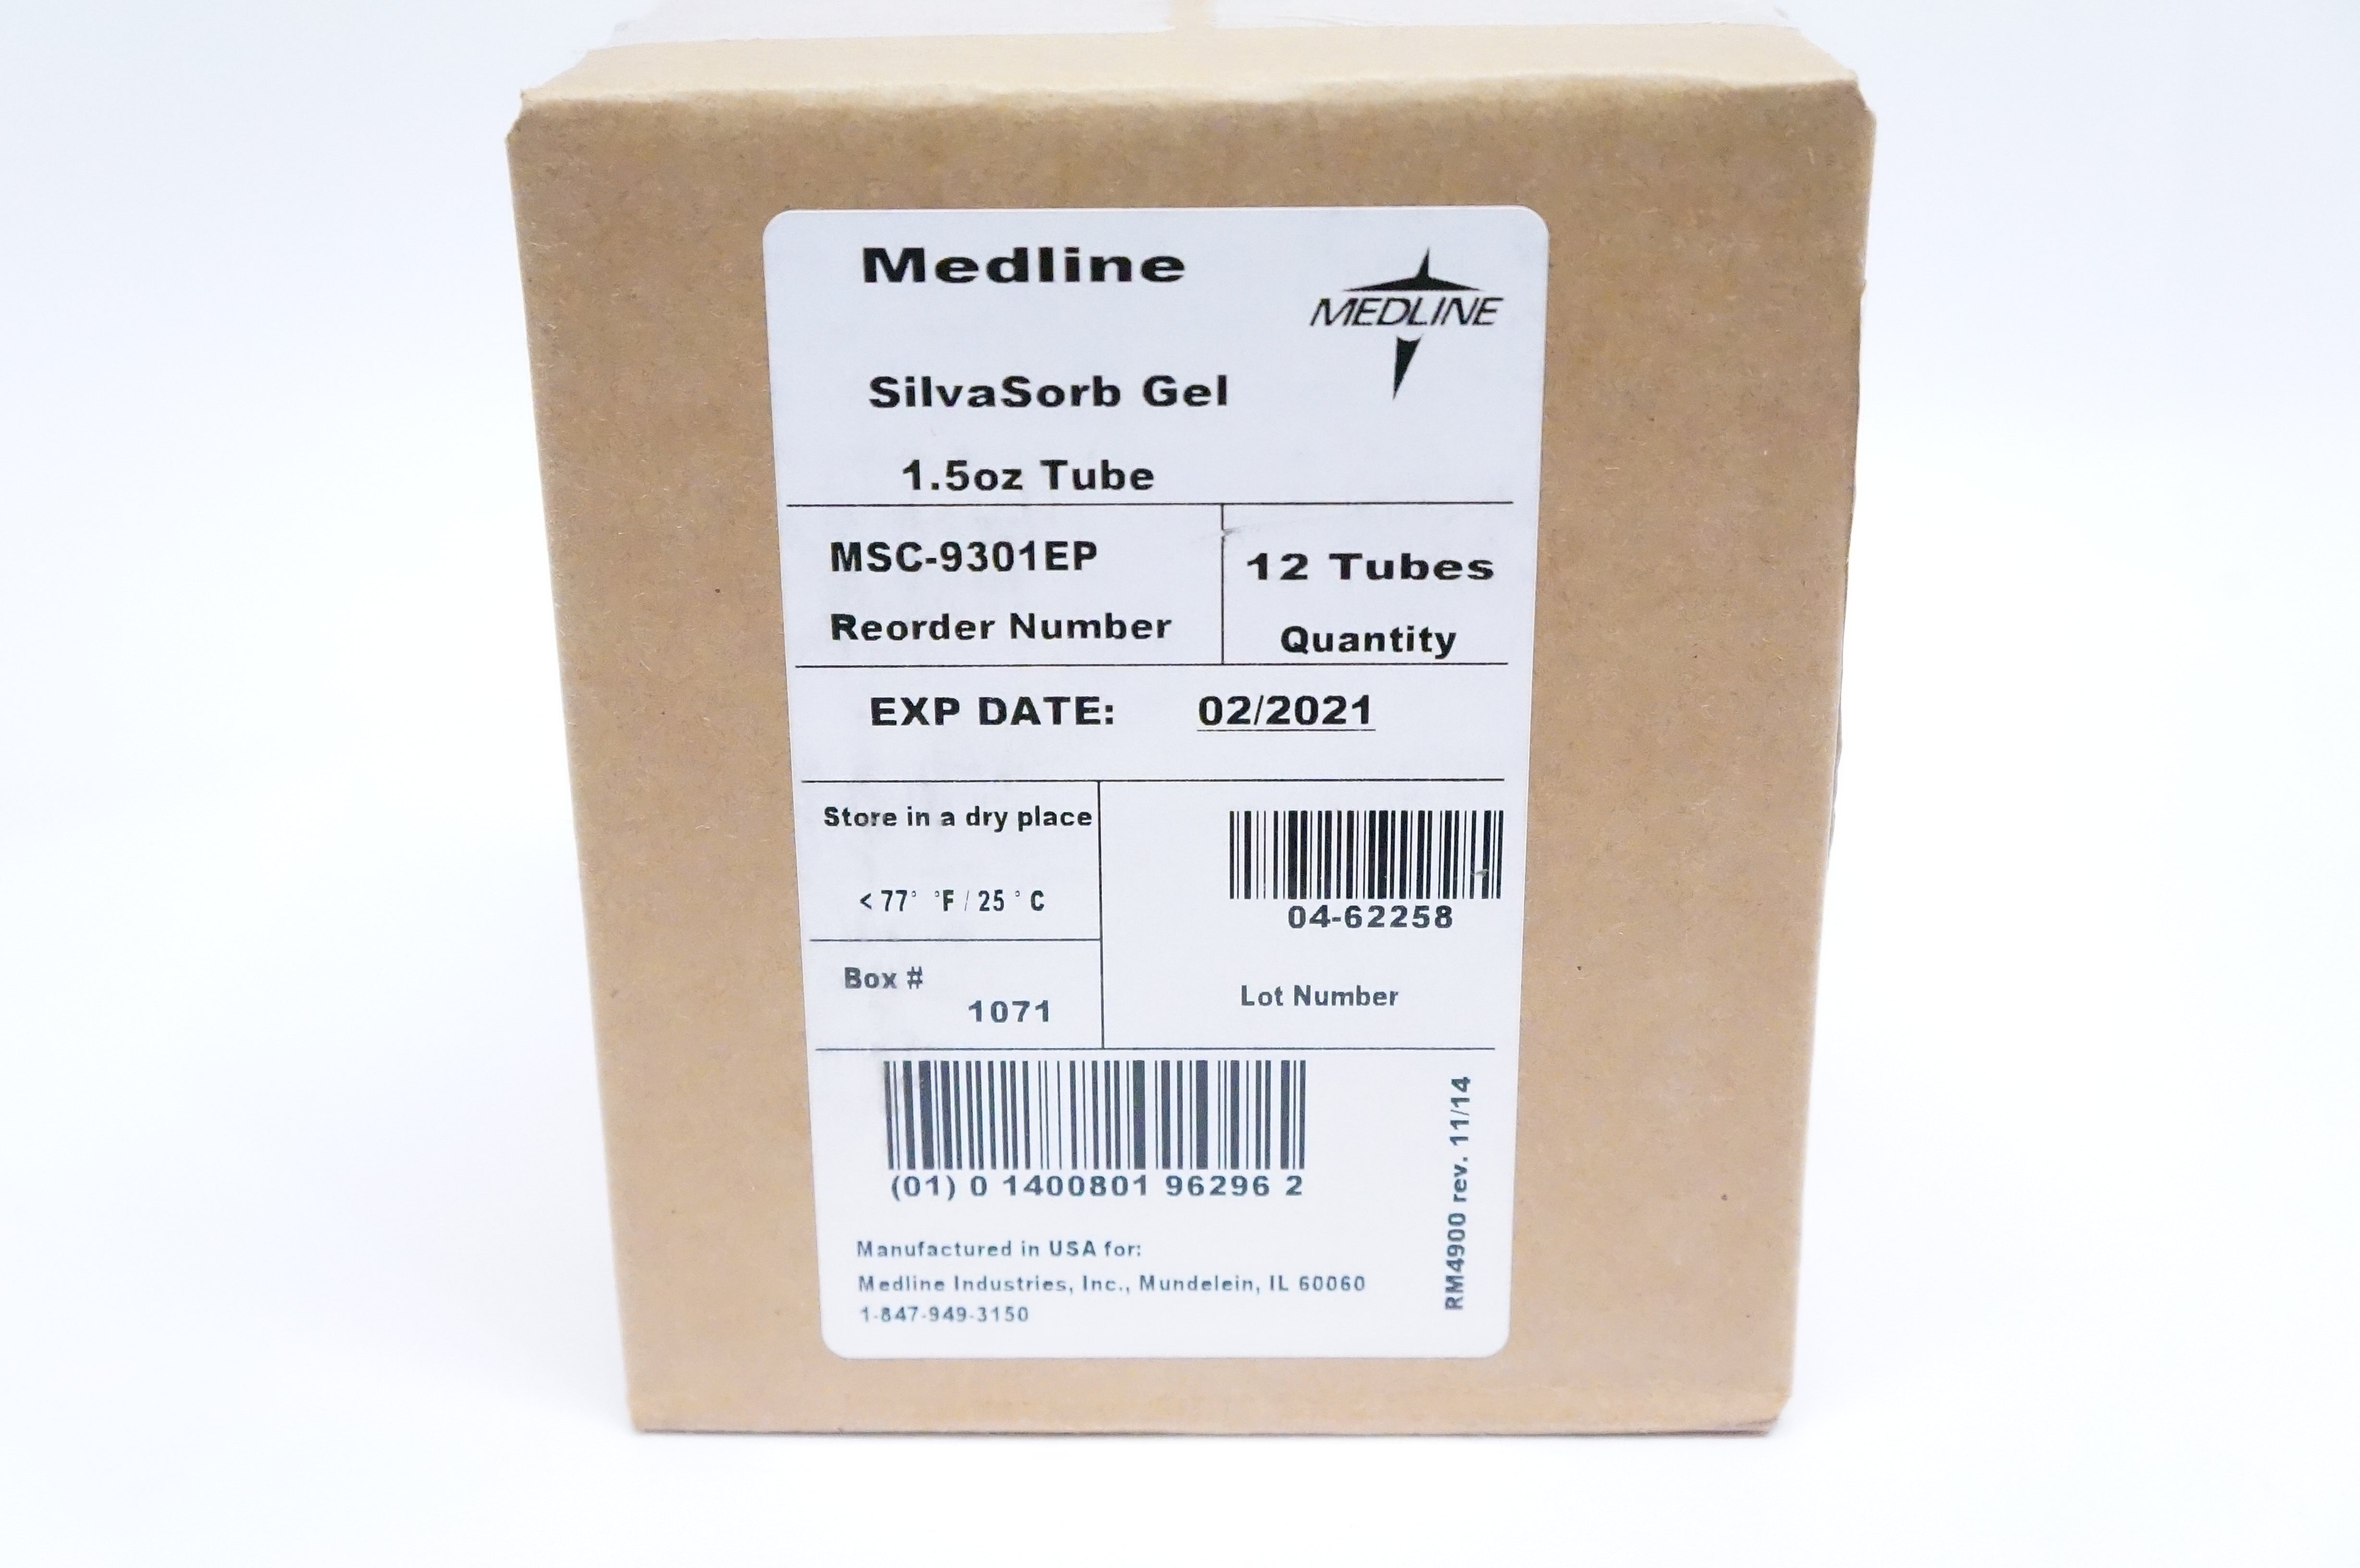 Medline
MEDLINE
SilvaSorb Gel
1.5oz Tube
MSC-9301EP
Reorder Number
12 Tubes
Quantity
EXP DATE: 02/2021
Store in a dry place
< 77° °F / 25 ° C
04-62258
Lot Number
Box #
1071
(01) 0 1400801 96296 2
RM4900 rev. 11/14
Manufactured in USA for:
Medline Industries, Inc., Mundelein, IL 60060
1-847-949-3150